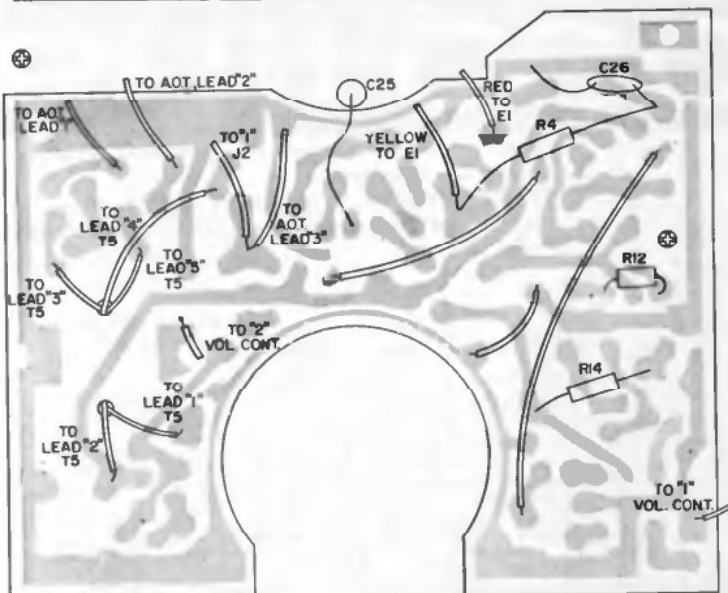 TO A.O.T. LEAD "2"
C25
RED
TO
E1
C26
TO AOT.
LEAD
TO "1"
J2
YELLOW
TO E1
R4
TO
LEAD "4"
T5
TO
A.O.T.
LEAD "3"
TO
LEAD "5"
T5
TO
LEAD "3"
T5
R12
TO "2"
VOL CONT.
TO
LEAD "1"
T5
R14
TO
LEAD "2"
T5
TO "1"
VOL. CONT.